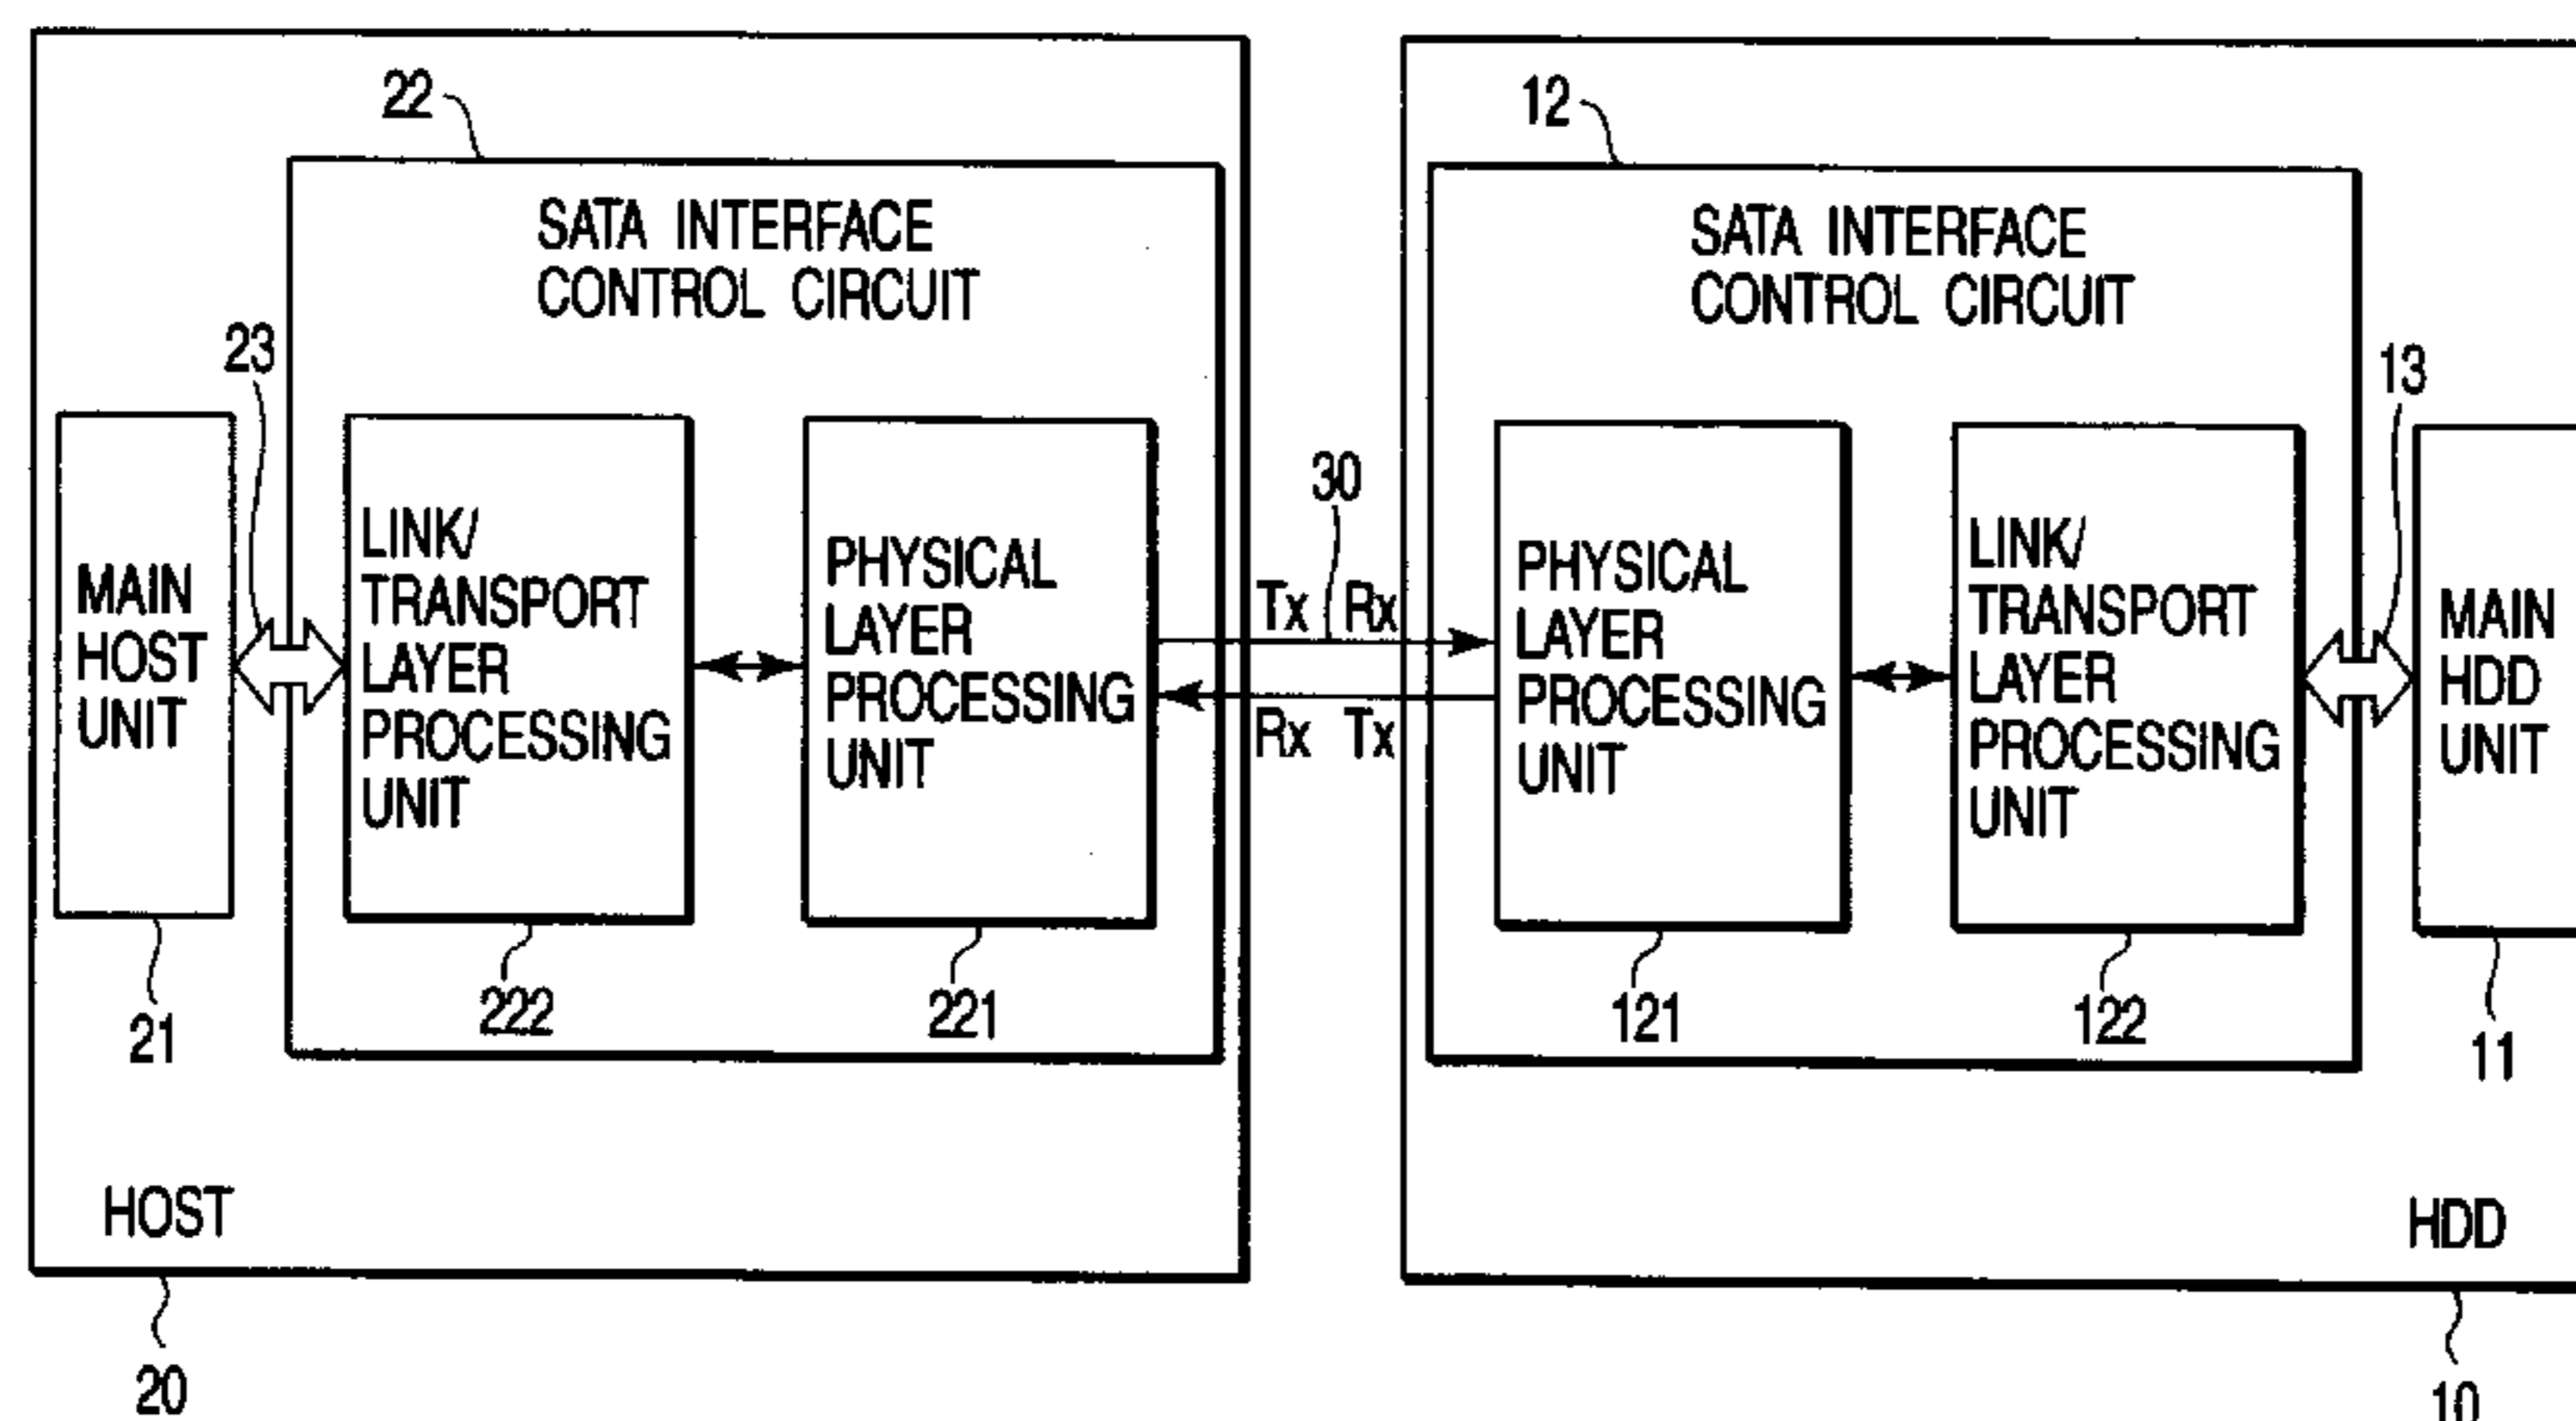 22
12
SATA INTERFACE
CONTROL CIRCUIT
SATA INTERFACE
CONTROL CIRCUIT
23
13
30
MAIN
HOST
UNIT
LINK/
TRANSPORT
LAYER
PROCESSING
UNIT
PHYSICAL
LAYER
PROCESSING
UNIT
Tx Rx
Rx Tx
PHYSICAL
LAYER
PROCESSING
UNIT
LINK/
TRANSPORT
LAYER
PROCESSING
UNIT
MAIN
HDD
UNIT
21
222
221
121
122
11
HOST
HDD
20
10